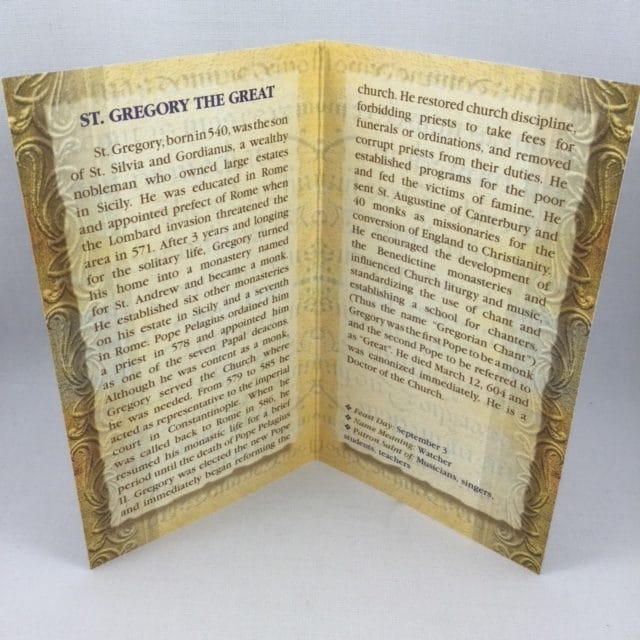 ST. GREGORY THE GREAT
St. Gregory, born in 540, was the son
of St. Silvia and Gordianus, a wealthy
nobleman who owned large estates
in Sicily. He was educated in Rome
and appointed prefect of Rome when
the Lombard invasion threatened the
area in 571. After 3 years and longing
for the solitary life, Gregory turned
his home into a monastery named
for St. Andrew and became a monk.
He established six other monasteries
on his estate in Sicily and a seventh
in Rome. Pope Pelagius ordained him
a priest in 578 and appointed him
as one of the seven Papal deacons.
Although he was content as a monk,
Gregory served the Church where
he was needed. From 579 to 585 he
acted as representative to the imperial
court in Constantinople. When he
was called back to Rome in 586, he
resumed his monastic life for a brief
period until the death of Pope Pelagius
II. Gregory was elected the new Pope
and immediately began reforming the
church. He restored church discipline,
forbidding priests to take fees for
funerals or ordinations, and removed
corrupt priests from their duties. He
established programs for the poor
and fed the victims of famine. He
sent St. Augustine of Canterbury and
40 monks as missionaries for the
conversion of England to Christianity.
He encouraged the development of
the Benedictine monasteries and
influenced Church liturgy and music,
standardizing the use of chant and
establishing a school for chanters.
(Thus the name "Gregorian Chant")
Gregory was the first Pope to be a monk
and the second Pope to be referred to
as "Great". He died March 12, 604 and
was canonized immediately. He is a
Doctor of the Church.
❖ Feast Day: September 3
❖ Name Meaning: Watcher
❖ Patron Saint of: Musicians, singers,
students, teachers